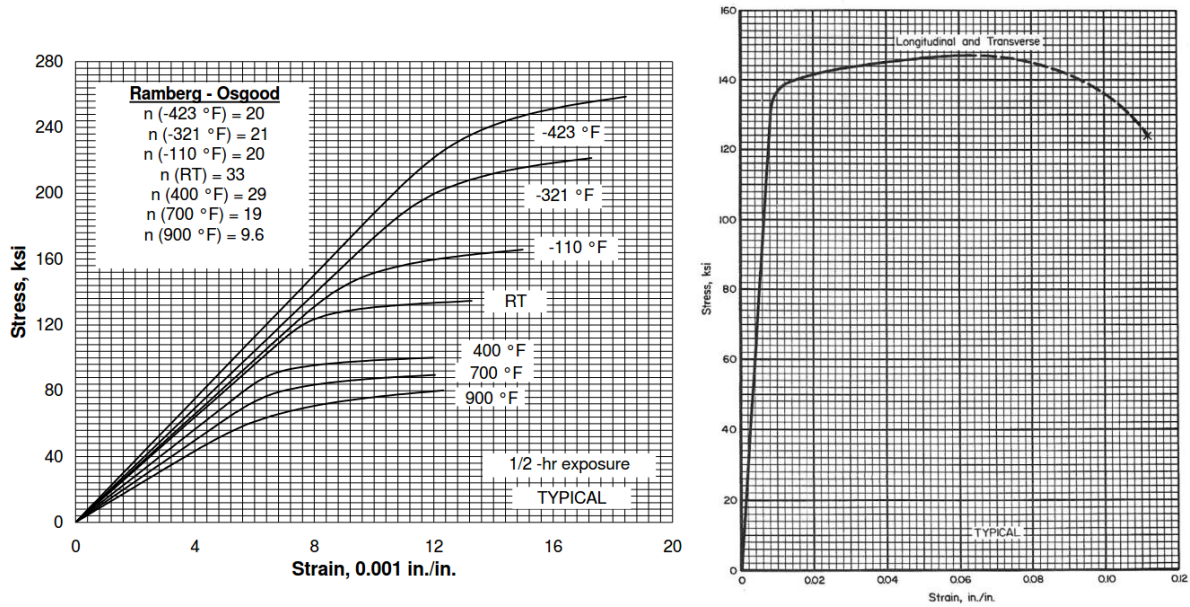 280
240
200
160
120
80
40
0
Stress, ksi
Ramberg - Osgood
n (-423 °F) = 20
n (-321 °F) = 21
n (-110 °F) = 20
n (RT) = 33
n (400 °F) = 29
n (700 °F) = 19
n (900 °F) = 9.6
-423 °F
-321 °F
-110 °F
RT
400 °F
700 °F
900 °F
1/2 -hr exposure
TYPICAL
0 4 8 12 16 20
Strain, 0.001 in./in.
160
140
120
100
80
60
40
20
0
Stress, ksi
Longitudinal and Transverse
TYPICAL
0 0.02 0.04 0.06 0.08 0.10 0.12
Strain, in./in.